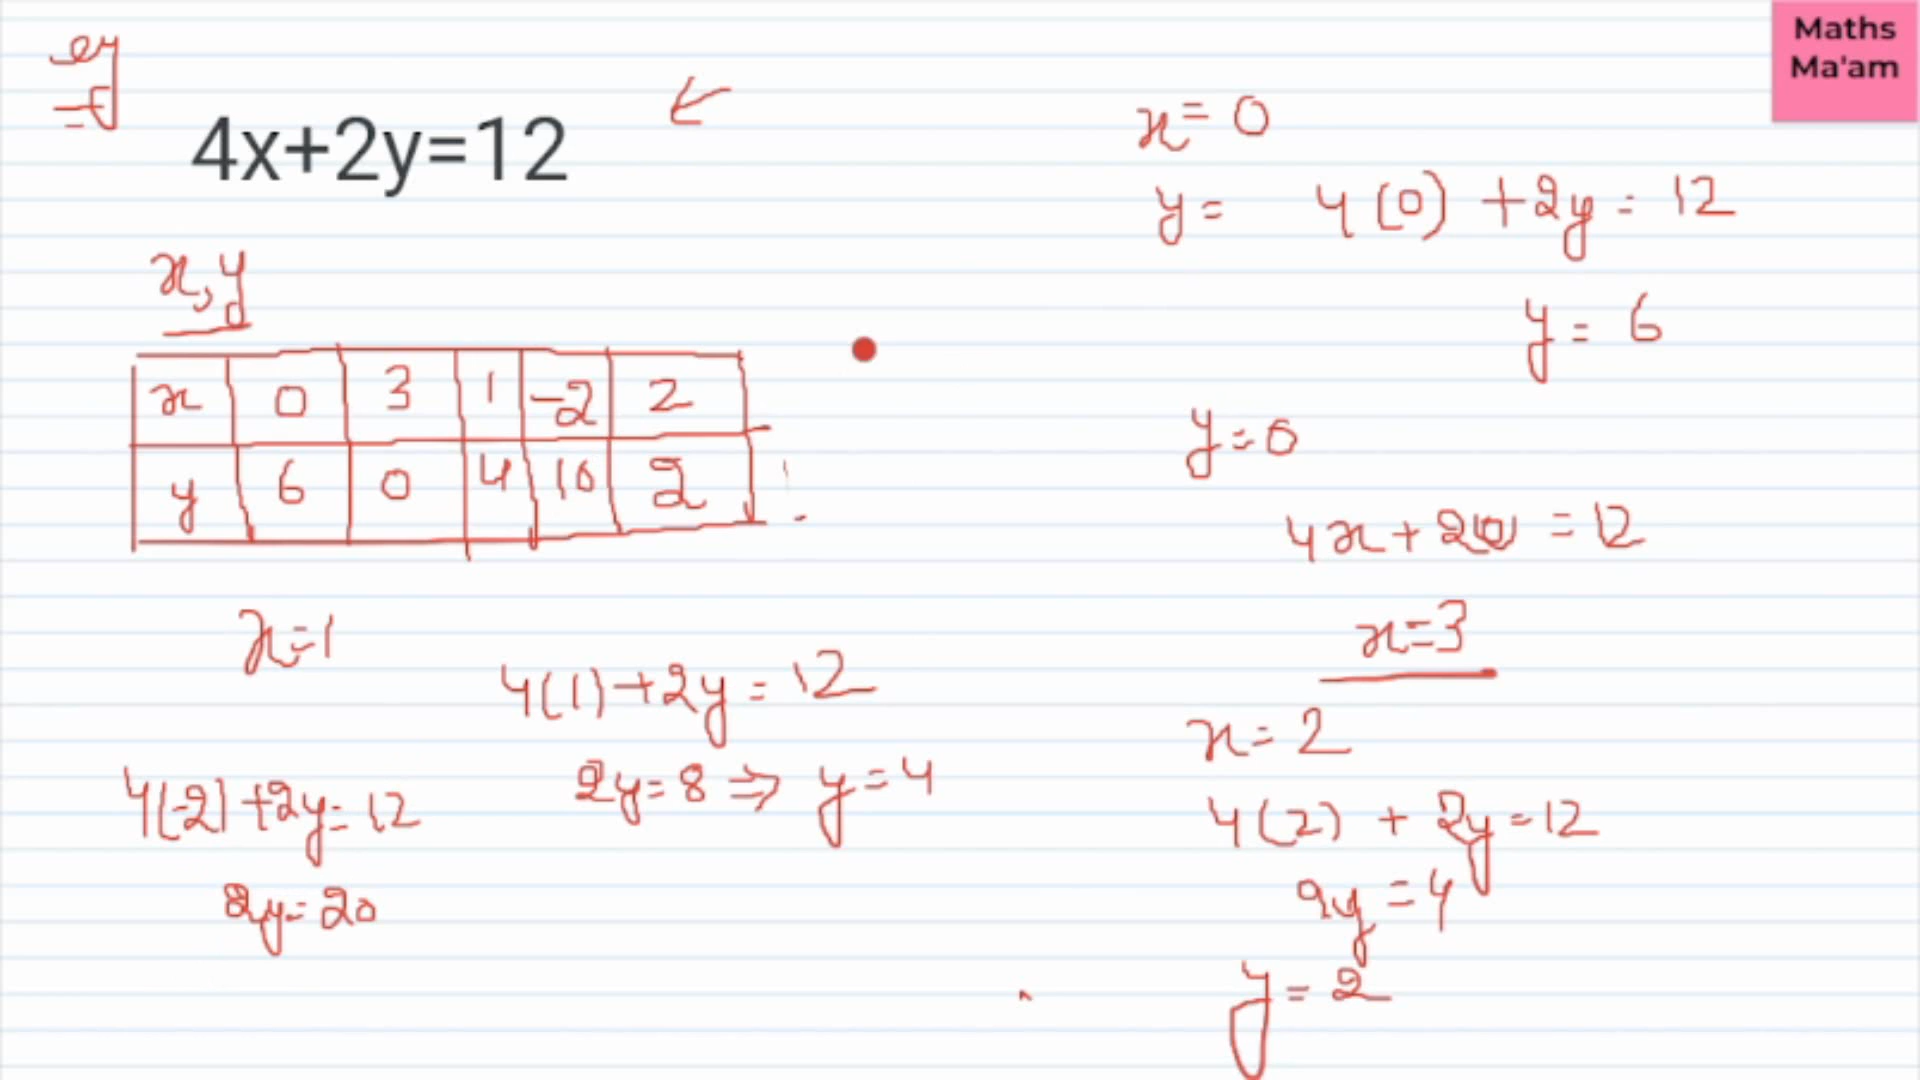 Maths
Ma'am
4x+2y=12
x, y
x 0 3 1 -2 2
y 6 0 4 10 2
x=1
4(1)+2y=12
2y=8 ⇒ y=4
4(-2)+2y=12
2y=20
x=0
y= 4(0)+2y=12
y=6
y=0
4x+2(0)=12
x=3
x=2
4(2)+2y=12
2y=4
y=2